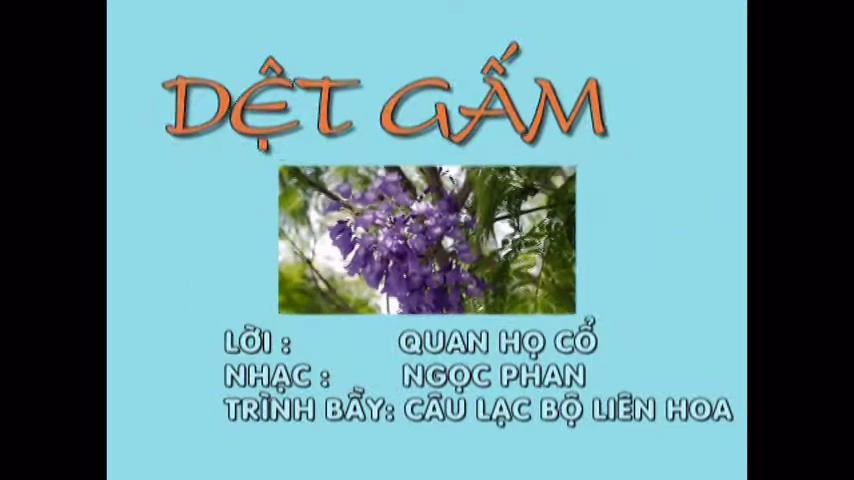 DỆT GẤM
LỜI : QUAN HỌ CỔ
NHẠC : NGỌC PHAN
TRÌNH BẦY: CÂU LẠC BỘ LIÊN HOA